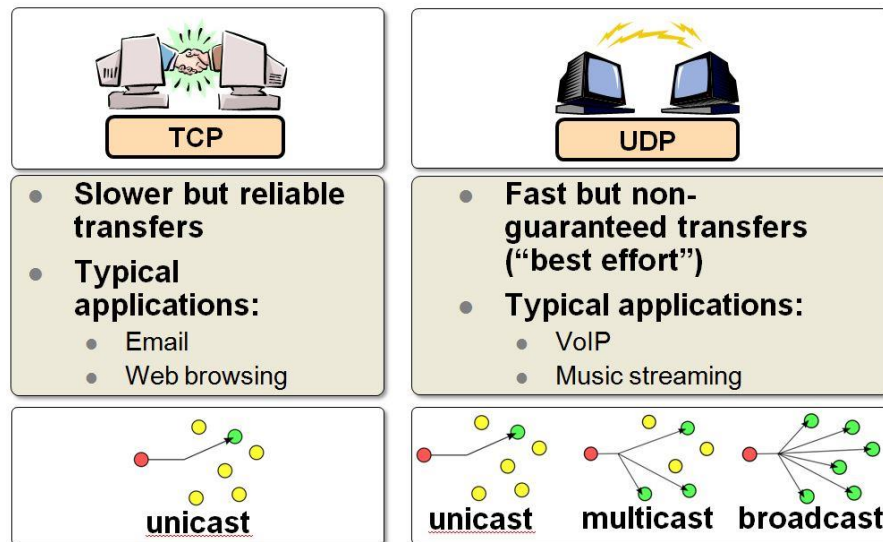 TCP
Slower but reliable
transfers
Typical
applications:
Email
Web browsing
unicast
UDP
Fast but non-
guaranteed transfers
(“best effort”)
Typical applications:
VoIP
Music streaming
unicast
multicast
broadcast